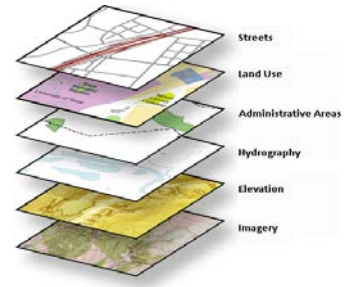 Streets
Land Use
Administrative Areas
Hydrography
Elevation
Imagery